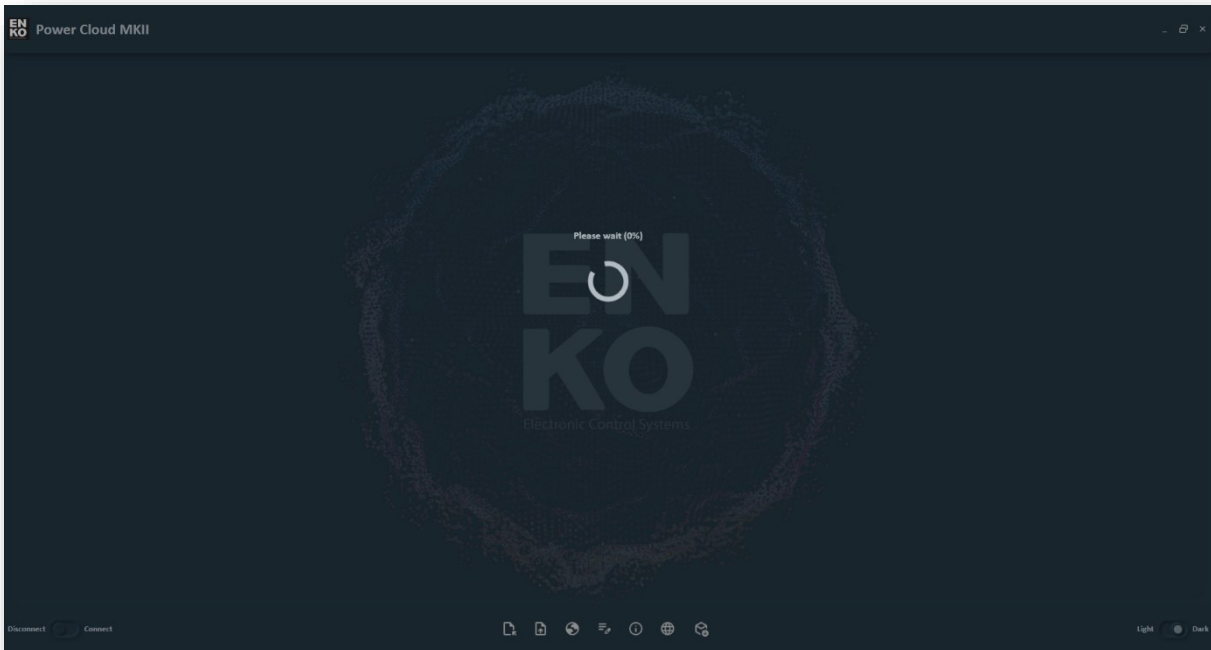 EN
KO
Power Cloud MKII
Please wait (0%)
EN
KO
Electronic Control Systems
Disconnect Connect
Light Dark